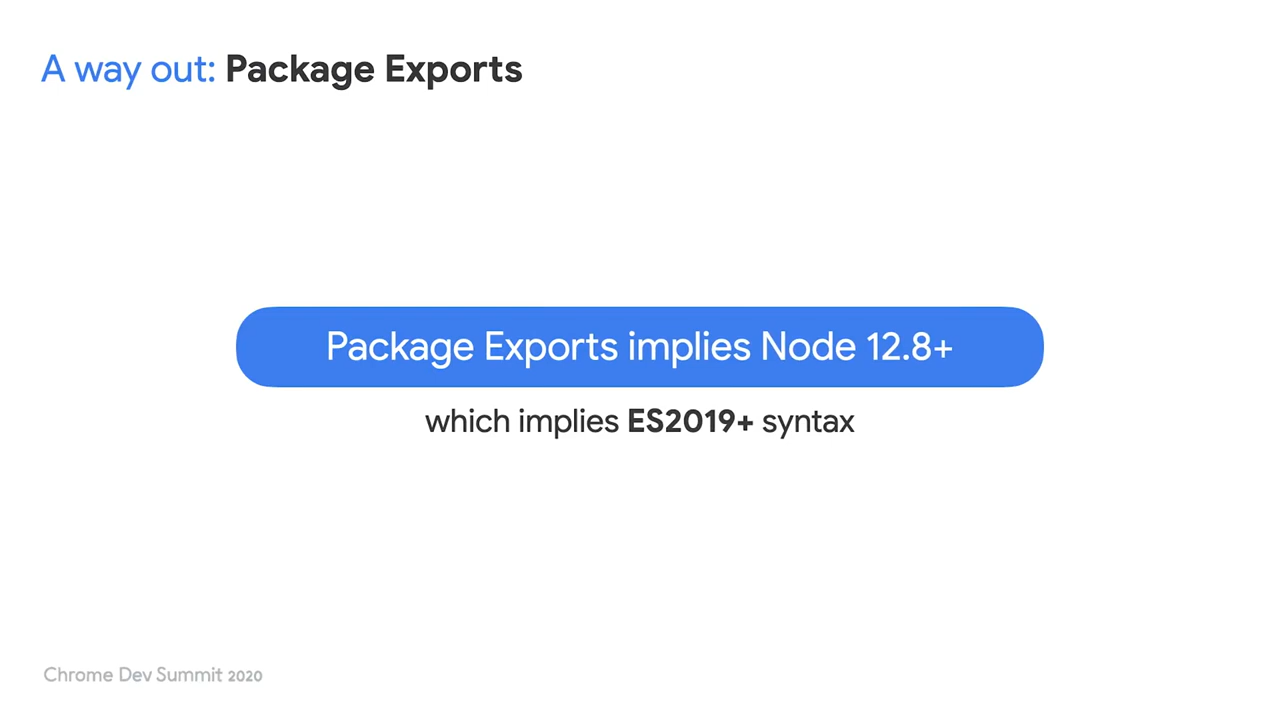 A way out: Package Exports
Package Exports implies Node 12.8+
which implies ES2019+ syntax
Chrome Dev Summit 2020